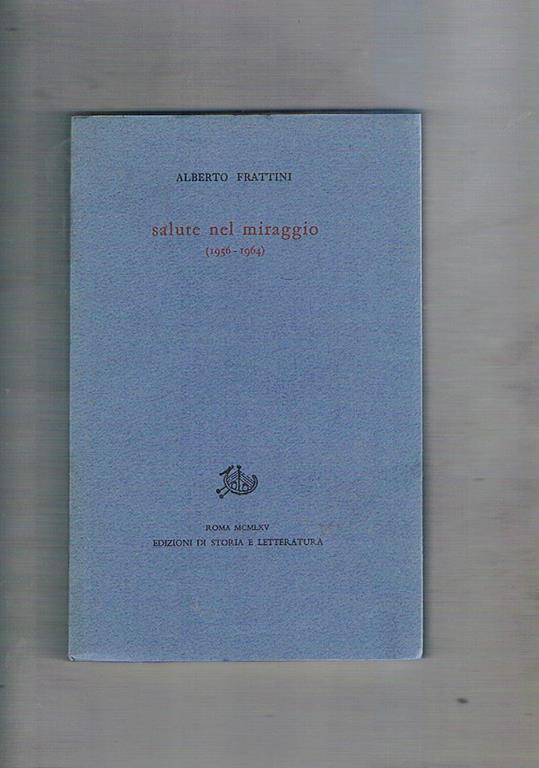 ALBERTO FRATTINI
salute nel miraggio
(1956-1964)
ROMA MCMLXV
EDIZIONI DI STORIA E LETTERATURA